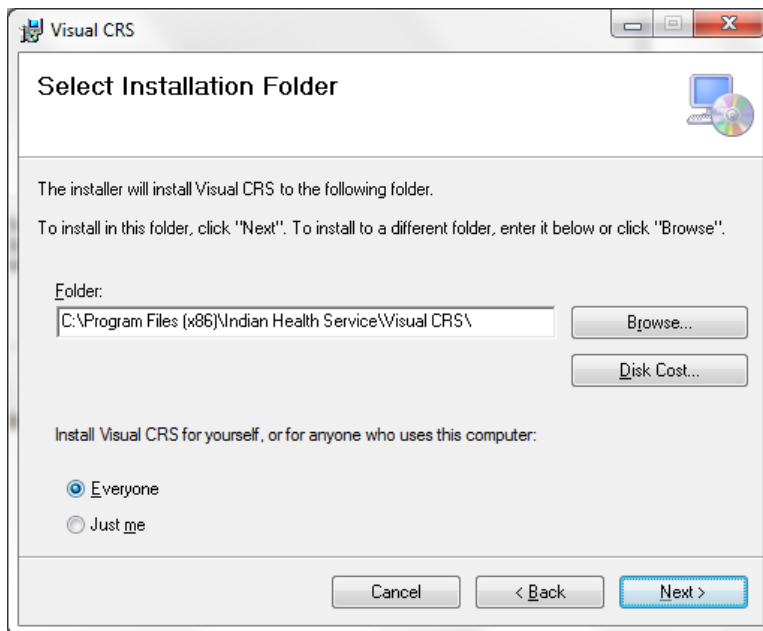 Visual CRS
Select Installation Folder
The installer will install Visual CRS to the following folder.
To install in this folder, click "Next". To install to a different folder, enter it below or click "Browse".
Folder:
C:\Program Files (x86)\Indian Health Service\Visual CRS\
Browse...
Disk Cost...
Install Visual CRS for yourself, or for anyone who uses this computer:
Everyone
Just me
Cancel
< Back
Next >